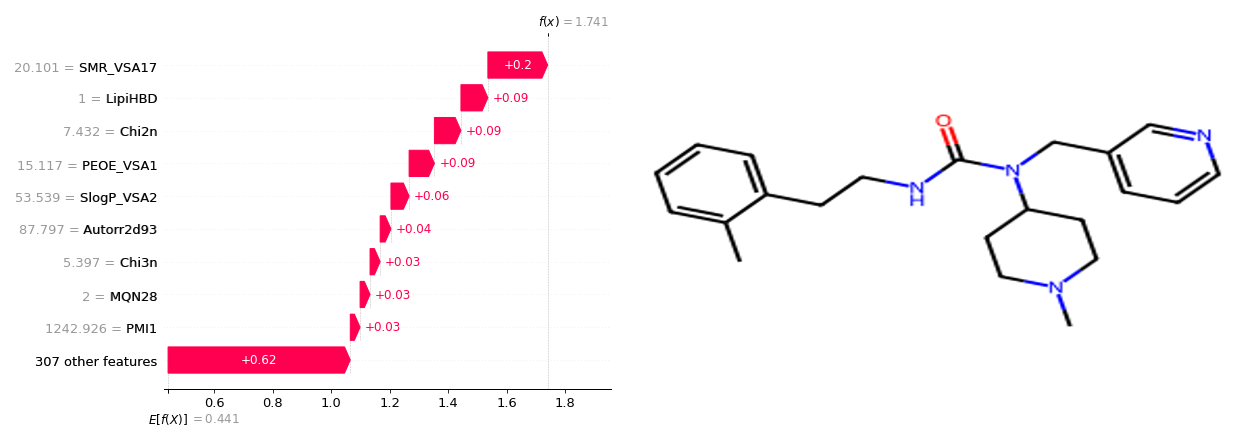 f(x) = 1.741
20.101 = SMR_VSA17
+0.2
1 = LipiHBD
+0.09
7.432 = Chi2n
+0.09
15.117 = PEOE_VSA1
+0.09
53.539 = SlogP_VSA2
+0.06
87.797 = Autorr2d93
+0.04
5.397 = Chi3n
+0.03
2 = MQN28
+0.03
1242.926 = PMI1
+0.03
307 other features
+0.62
0.6 0.8 1.0 1.2 1.4 1.6 1.8
E[f(X)] = 0.441
O
N
N
N
H
N